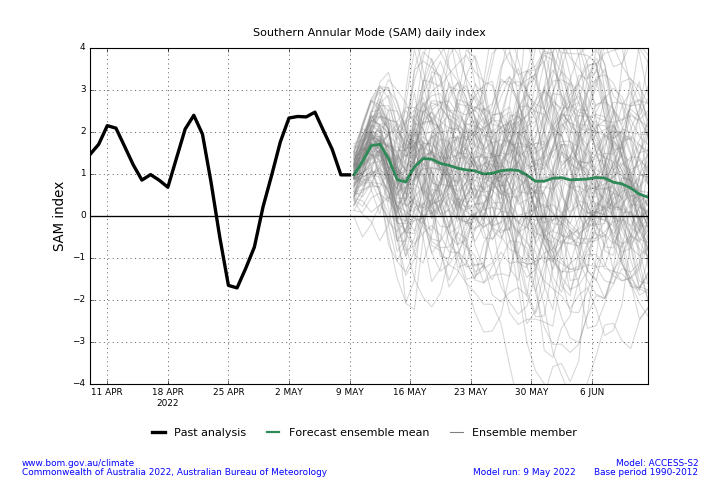 Southern Annular Mode (SAM) daily index
SAM index
4
3
2
1
0
−1
−2
−3
−4
11 APR 18 APR 25 APR 2 MAY 9 MAY 16 MAY 23 MAY 30 MAY 6 JUN
2022
Past analysis Forecast ensemble mean Ensemble member
www.bom.gov.au/climate Model: ACCESS-S2
Commonwealth of Australia 2022, Australian Bureau of Meteorology Model run: 9 May 2022 Base period 1990-2012